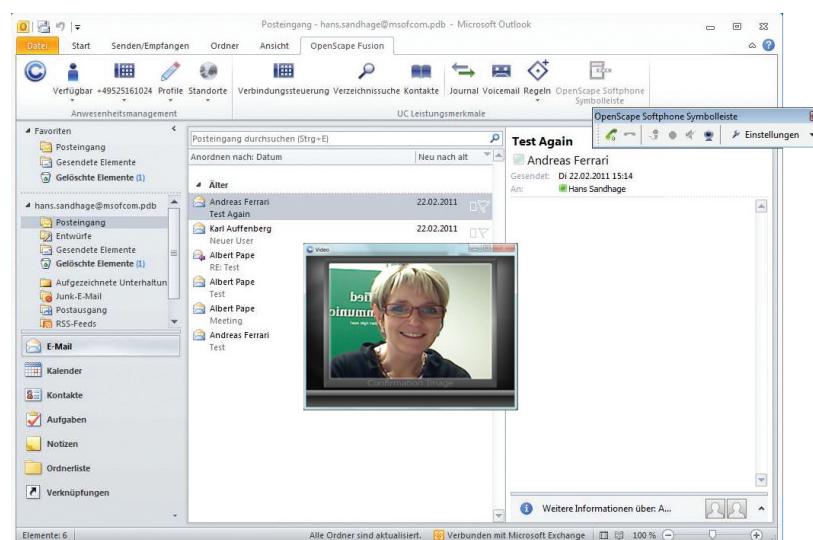 Posteingang - hans.sandhage@msofcom.pdb - Microsoft Outlook
Datei Start Senden/Empfangen Ordner Ansicht OpenScape Fusion
Verfügbar +49525161024 Profile Standorte Verbindungssteuerung Verzeichnissuche Kontakte Journal Voicemail Regeln OpenScape Softphone
Symbolleiste
Anwesenheitsmanagement UC Leistungsmerkmale
OpenScape Softphone Symbolleiste
Einstellungen
Favoriten
Posteingang
Gesendete Elemente
Gelöschte Elemente (1)
hans.sandhage@msofcom.pdb
Posteingang
Entwürfe
Gesendete Elemente
Gelöschte Elemente (1)
Aufgezeichnete Unterhaltun
Junk-E-Mail
Postausgang
RSS-Feeds
E-Mail
Kalender
Kontakte
Aufgaben
Notizen
Ordnerliste
Verknüpfungen
Posteingang durchsuchen (Strg+E)
Anordnen nach: Datum Neu nach alt
Älter
Andreas Ferrari 22.02.2011
Test Again
Karl Auffenberg 22.02.2011
Neuer User
Albert Pape
RE: Test
Albert Pape
Test
Albert Pape
Meeting
Andreas Ferrari
Test
Video
fied
mmunic
Confirmation Image
Test Again
Andreas Ferrari
Gesendet: Di 22.02.2011 15:14
An: Hans Sandhage
Weitere Informationen über: A...
Elemente: 6 Alle Ordner sind aktualisiert. Verbunden mit Microsoft Exchange 100 %